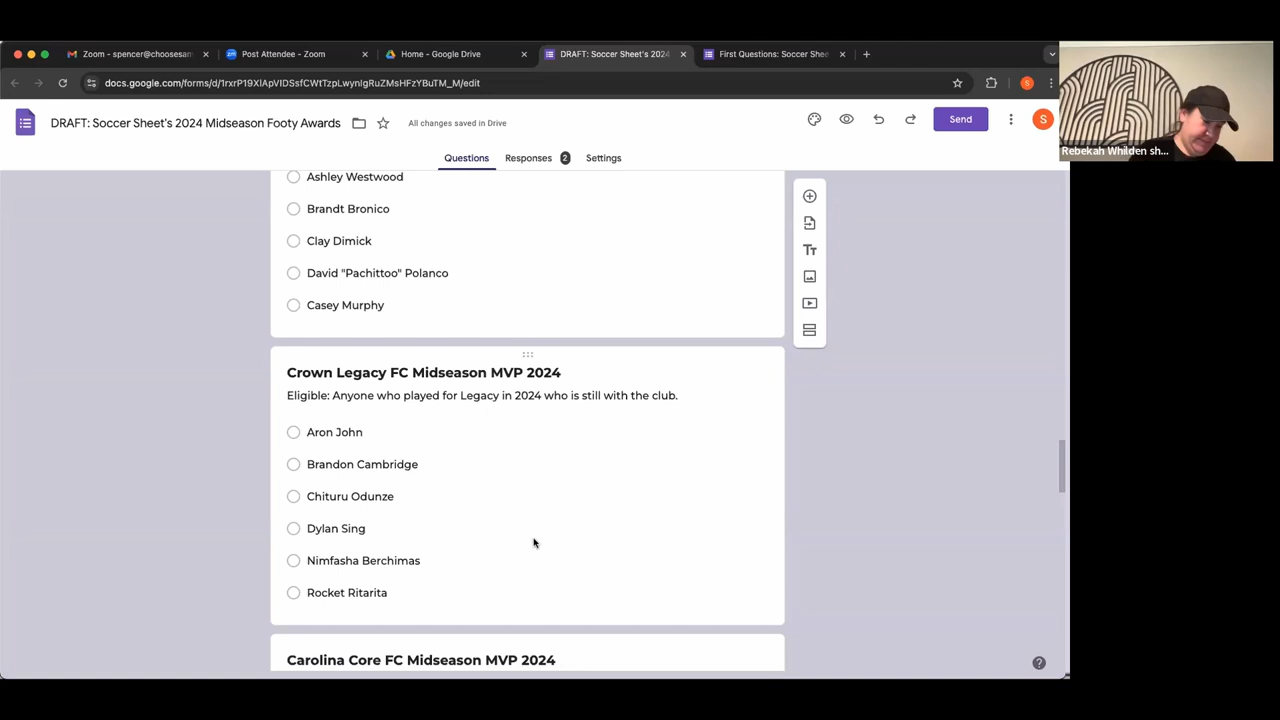 Zoom - spencer@choosesan
Post Attendee - Zoom
Home - Google Drive
DRAFT: Soccer Sheet's 2024
First Questions: Soccer Shee
docs.google.com/forms/d/1rxrP19XlApVIDSsfCWtTzpLwynIgRuZMsHFzYBuTM_M/edit
S
DRAFT: Soccer Sheet's 2024 Midseason Footy Awards
All changes saved in Drive
Send
S
Rebekah Whilden sh...
Questions
Responses 2
Settings
Ashley Westwood
Brandt Bronico
Clay Dimick
David "Pachittoo" Polanco
Casey Murphy
Tт
Crown Legacy FC Midseason MVP 2024
Eligible: Anyone who played for Legacy in 2024 who is still with the club.
Aron John
Brandon Cambridge
Chituru Odunze
Dylan Sing
Nimfasha Berchimas
Rocket Ritarita
Carolina Core FC Midseason MVP 2024